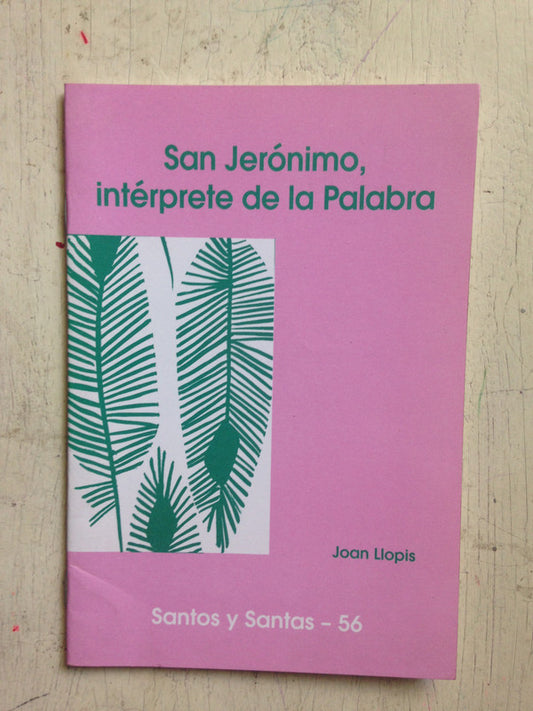 San Jerónimo,
intérprete de la Palabra
Joan Llopis
Santos y Santas – 56